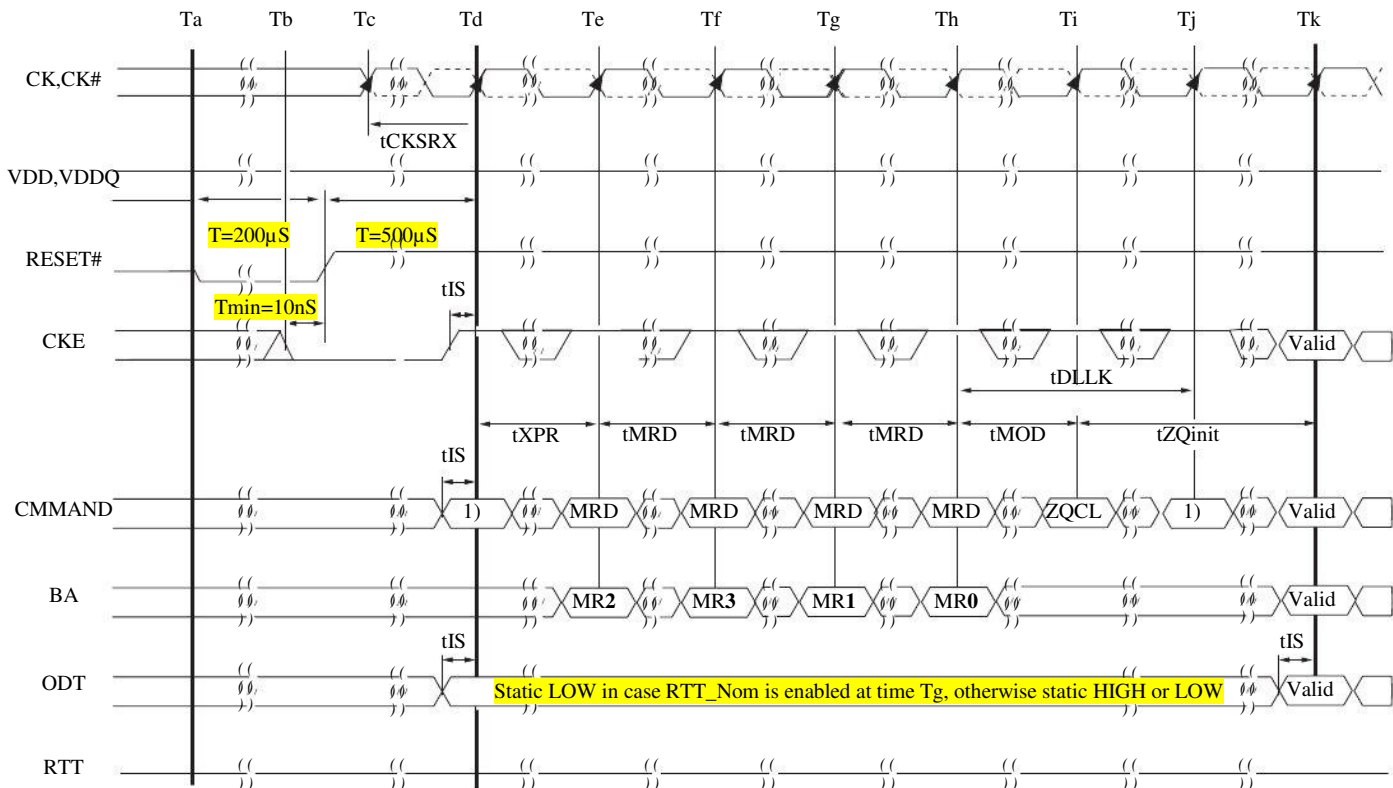 Ta Tb Tc Td Te Tf Tg Th Ti Tj Tk
CK,CK#
tCKSRX
VDD,VDDQ
T=200µS T=500µS
RESET#
Tmin=10nS tIS
CKE Valid
tDLLK
tXPR tMRD tMRD tMRD tMOD tZQinit
tIS
CMMAND 1) MRD MRD MRD MRD ZQCL 1) Valid
BA MR2 MR3 MR1 MR0 Valid
tIS tIS
ODT Static LOW in case RTT_Nom is enabled at time Tg, otherwise static HIGH or LOW Valid
RTT